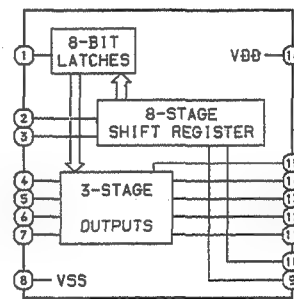 8-BIT
LATCHES
1
VDD
2
8-STAGE
3
SHIFT REGISTER
4
3-STAGE
5
6
OUTPUTS
7
8
VSS
9